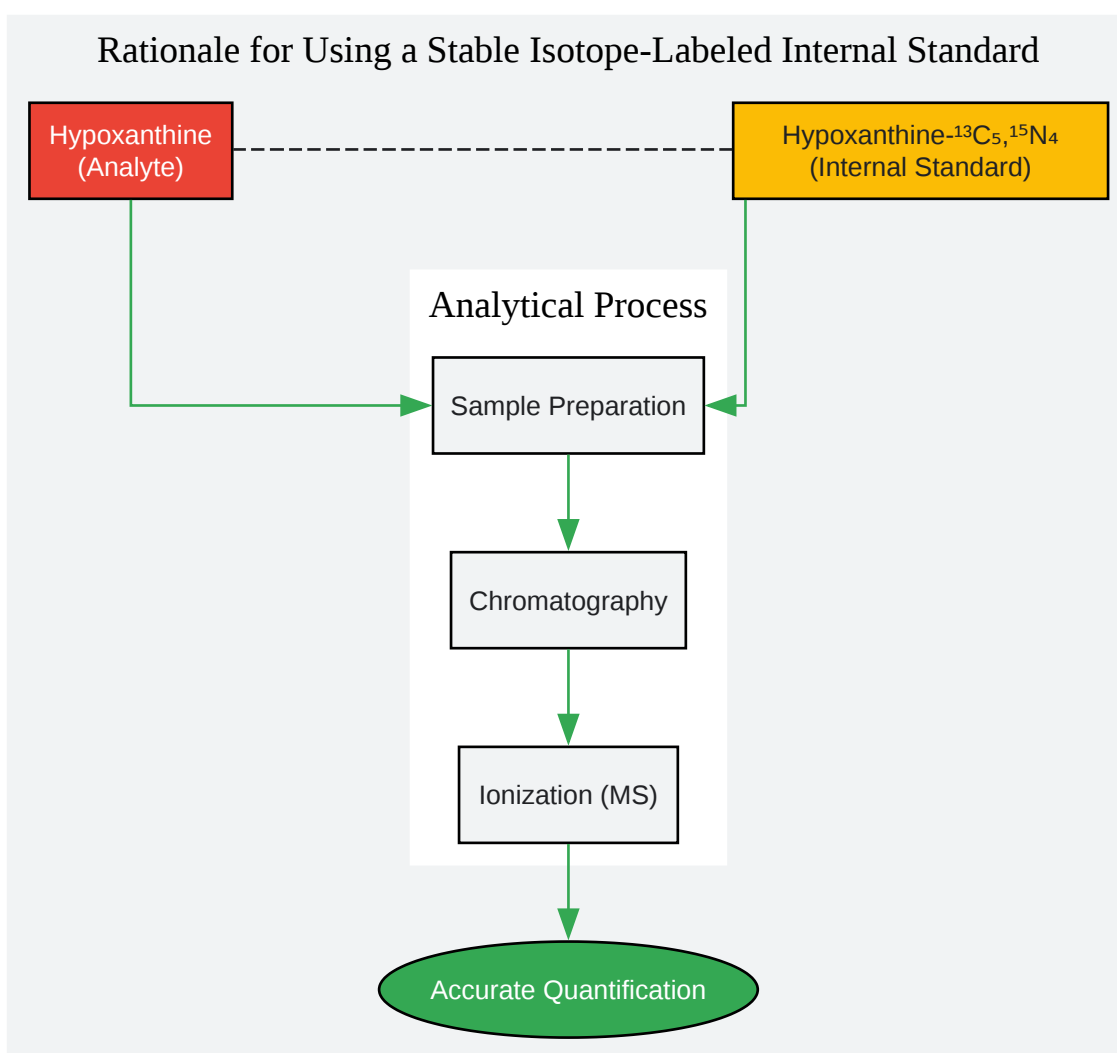 Rationale for Using a Stable Isotope-Labeled Internal Standard
Hypoxanthine
(Analyte)
Hypoxanthine-¹³C₅,¹⁵N₄
(Internal Standard)
Analytical Process
Sample Preparation
Chromatography
Ionization (MS)
Accurate Quantification